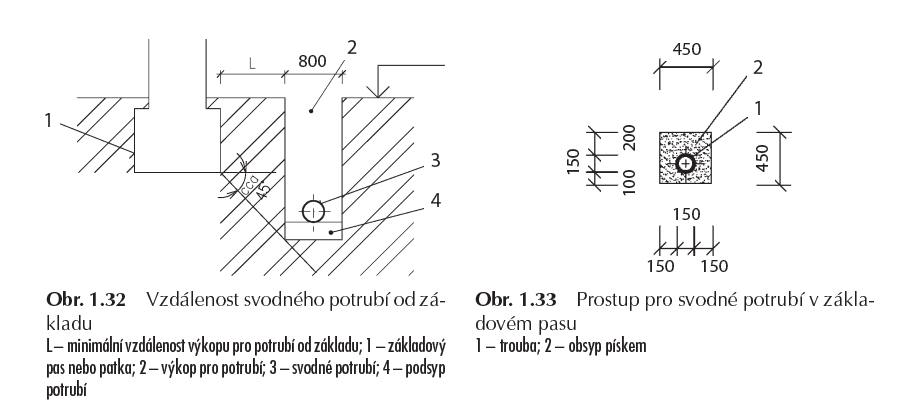 L
800
2
1
cca
45°
3
4
Obr. 1.32 Vzdálenost svodného potrubí od zá-
kladu
L – minimální vzdálenost výkopu pro potrubí od základu; 1 – základový
pas nebo patka; 2 – výkop pro potrubí; 3 – svodné potrubí; 4 – podsyp
potrubí
450
2
1
200
150
100
450
150
150
150
Obr. 1.33 Prostup pro svodné potrubí v zákla-
dovém pasu
1 – trouba; 2 – obsyp pískem